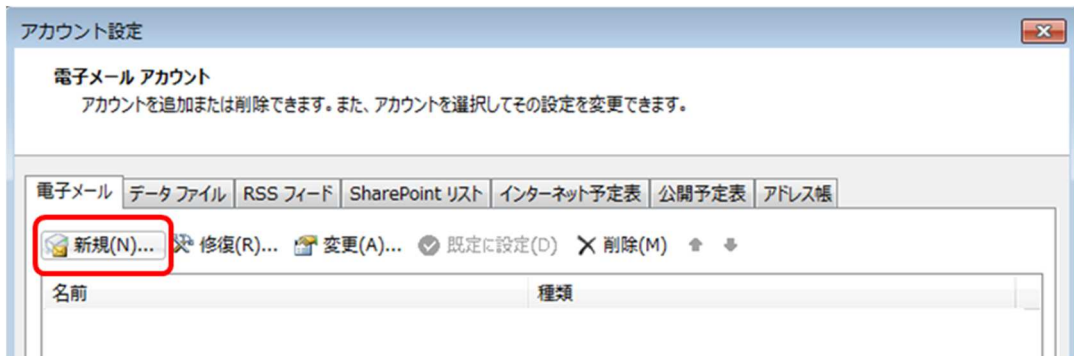 アカウント設定
電子メール アカウント
アカウントを追加または削除できます。また、アカウントを選択してその設定を変更できます。
電子メール データ ファイル RSS フィード SharePoint リスト インターネット予定表 公開予定表 アドレス帳
新規(N)... 修復(R)... 変更(A)... 既定に設定(D) 削除(M)
名前 種類